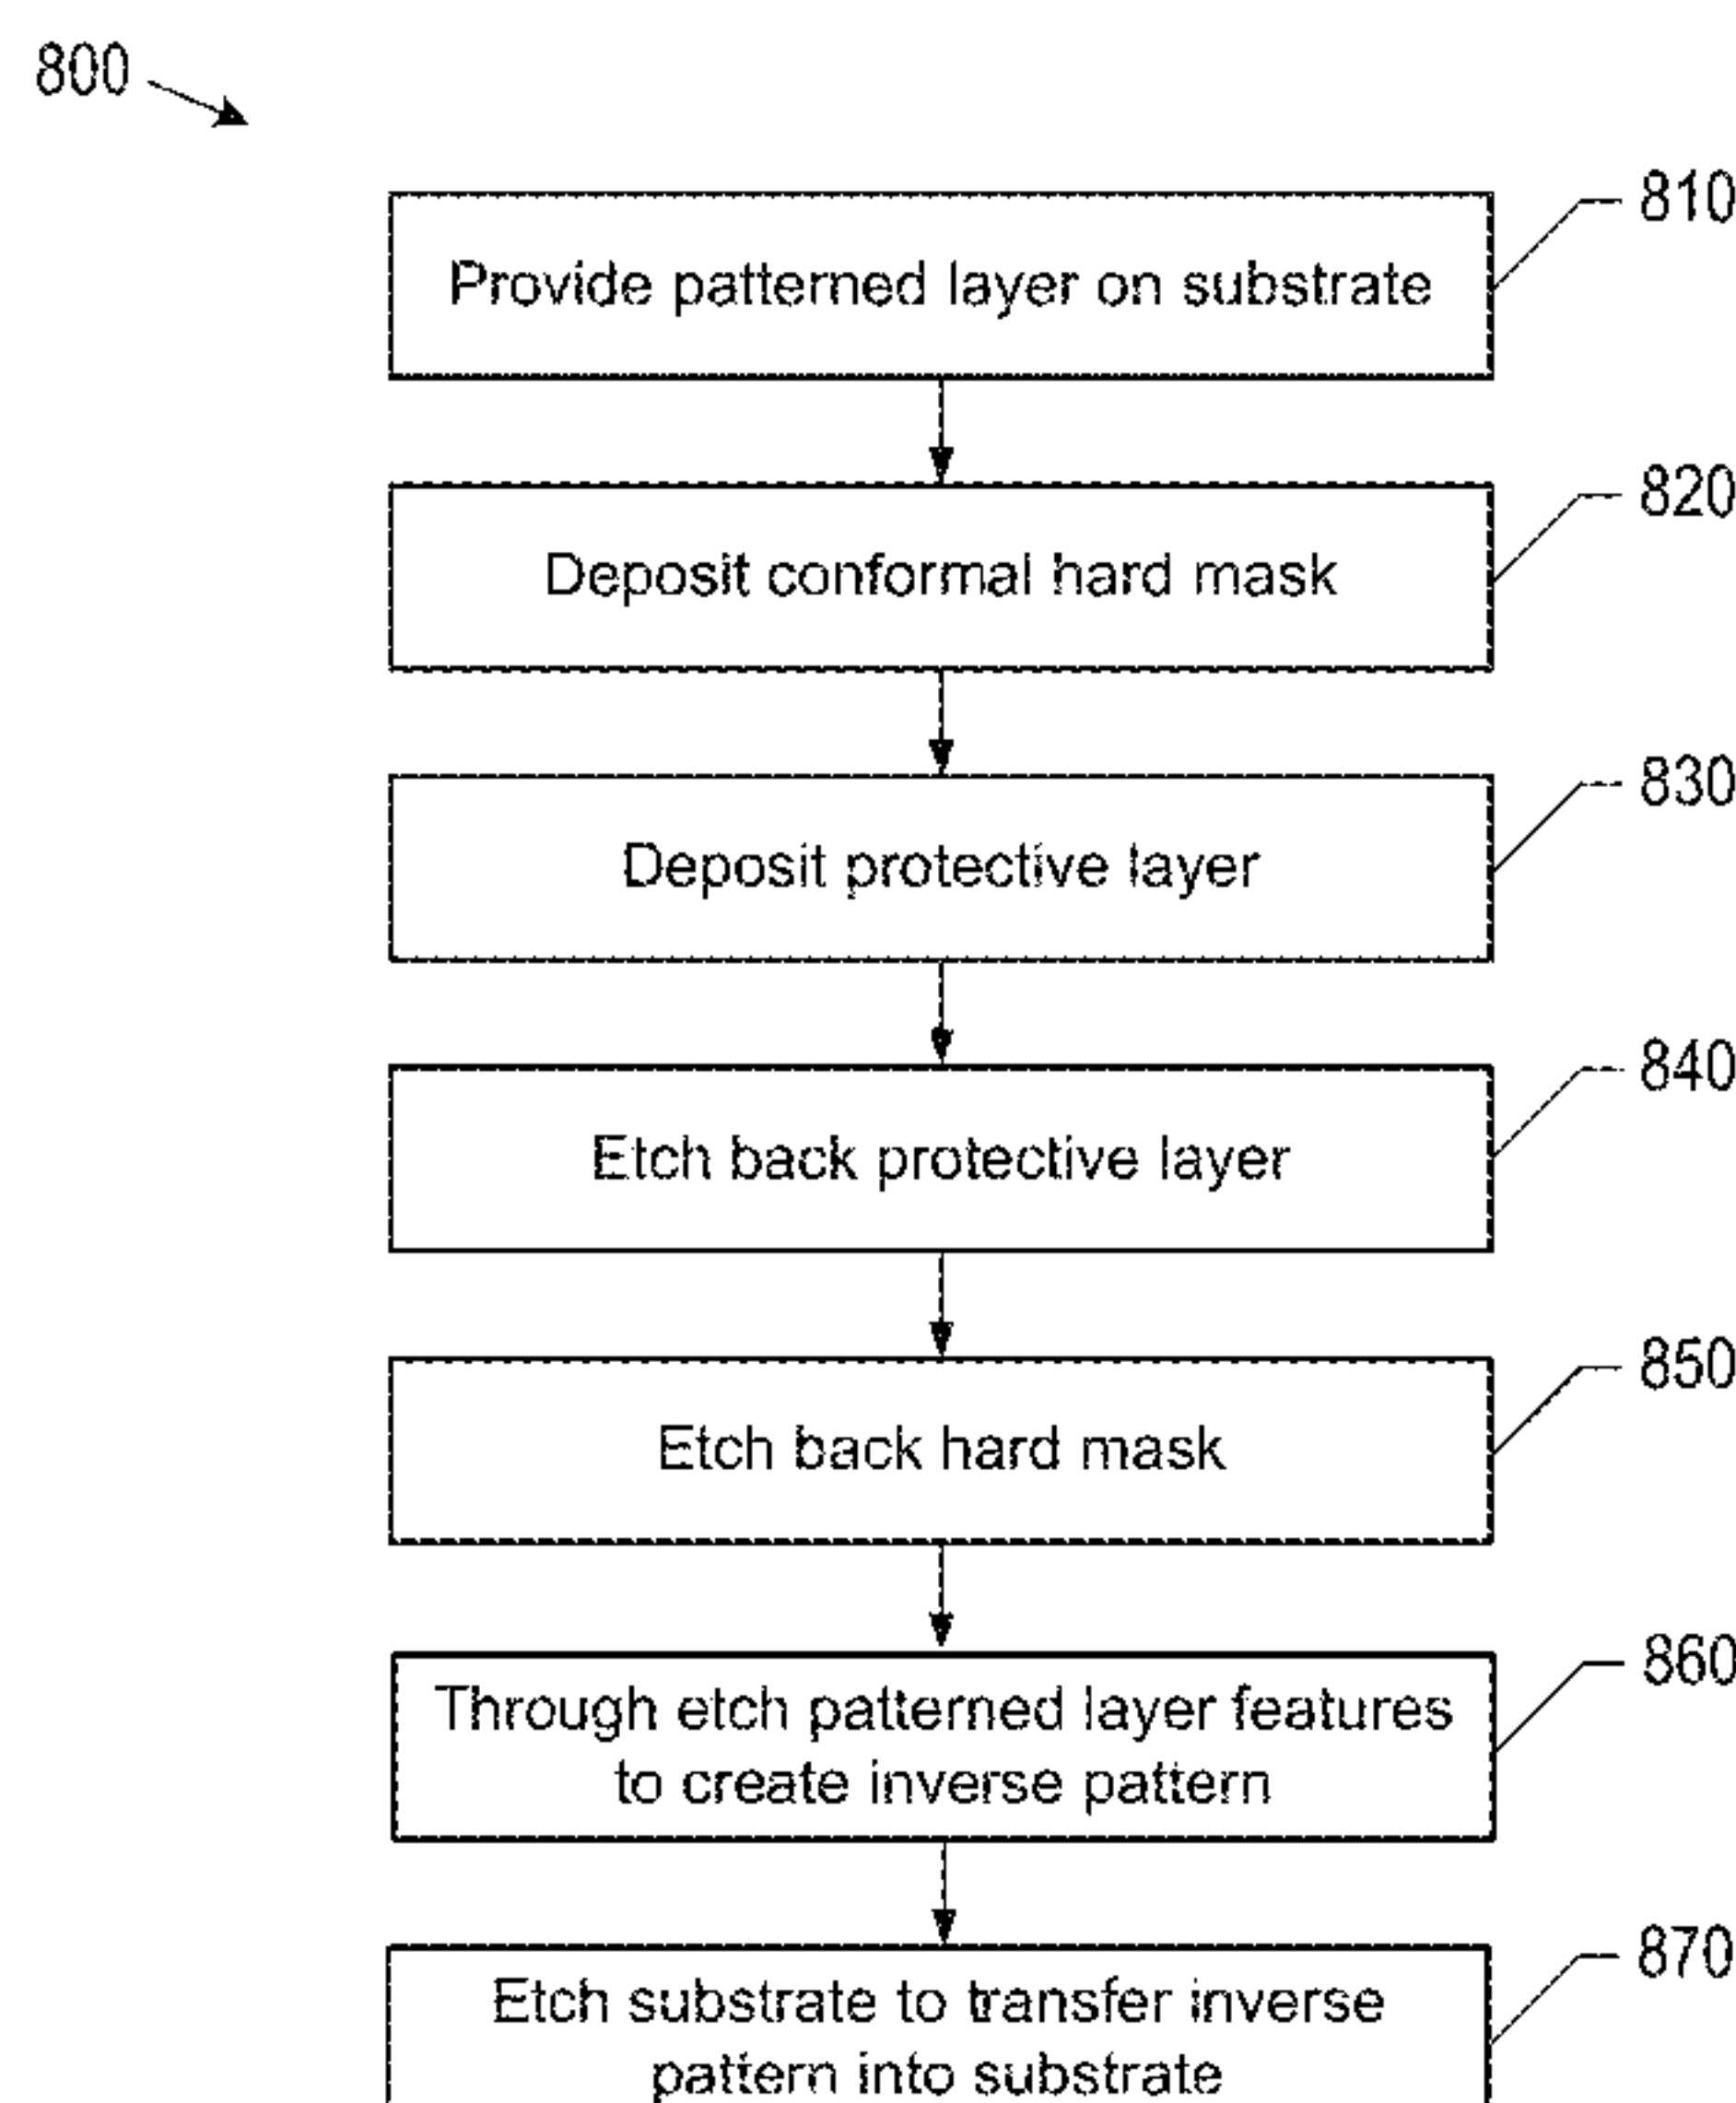 800
Provide patterned layer on substrate
810
Deposit conformal hard mask
820
Deposit protective layer
830
Etch back protective layer
840
Etch back hard mask
850
Through etch patterned layer features
to create inverse pattern
860
Etch substrate to transfer inverse
pattern into substrate
870